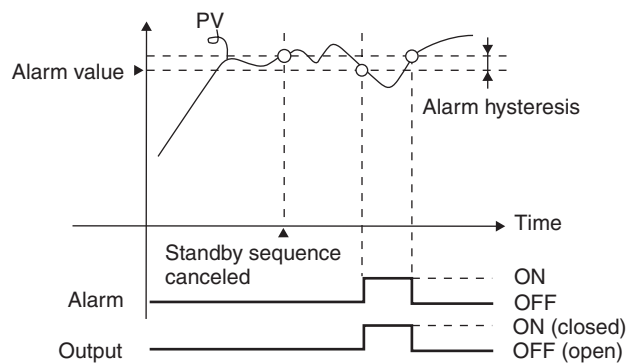 PV
Alarm value
Alarm hysteresis
Time
Standby sequence
canceled
ON
Alarm
OFF
ON (closed)
Output
OFF (open)